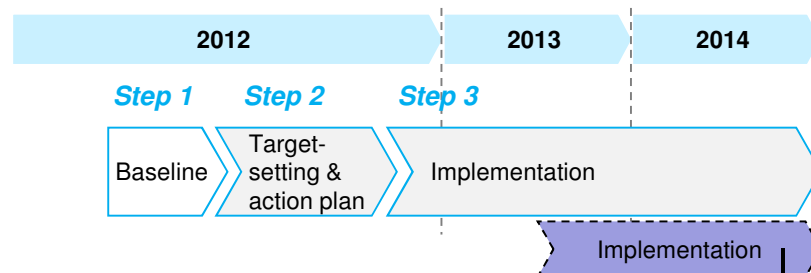 2012 2013 2014
Step 1 Step 2 Step 3
Baseline
Target-
setting &
action plan
Implementation
Implementation